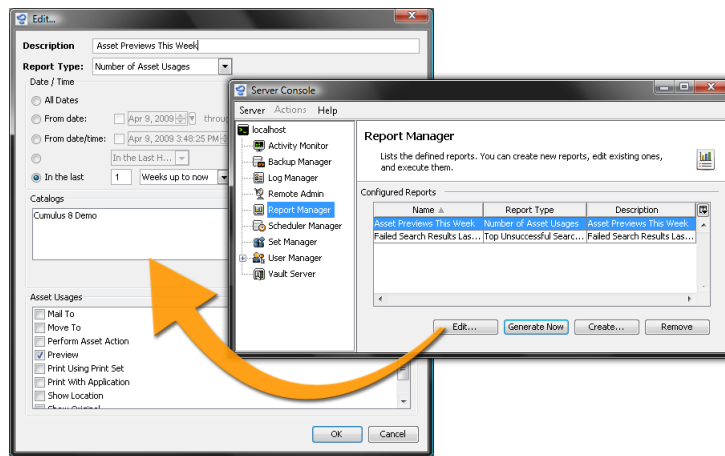 Edit...
Description Asset Previews This Week
Report Type: Number of Asset Usages
Date / Time
All Dates
From date: Apr 9, 2009
From date/time: Apr 9, 2009 3:48:25 PM
In the Last H...
In the last 1 Weeks up to now
Catalogs
Cumulus 8 Demo
Asset Usages
Mail To
Move To
Perform Asset Action
Preview
Print Using Print Set
Print With Application
Show Location
Show Original
OK Cancel
Server Console
Server Actions Help
localhost
Activity Monitor
Backup Manager
Log Manager
Remote Admin
Report Manager
Scheduler Manager
Set Manager
User Manager
Vault Server
Report Manager
Lists the defined reports. You can create new reports, edit existing ones,
and execute them.
Configured Reports
Name Report Type Description
Asset Previews This Week Number of Asset Usages Asset Previews This Week
Failed Search Results Las... Top Unsuccessful Searc... Failed Search Results Las...
Edit... Generate Now Create... Remove